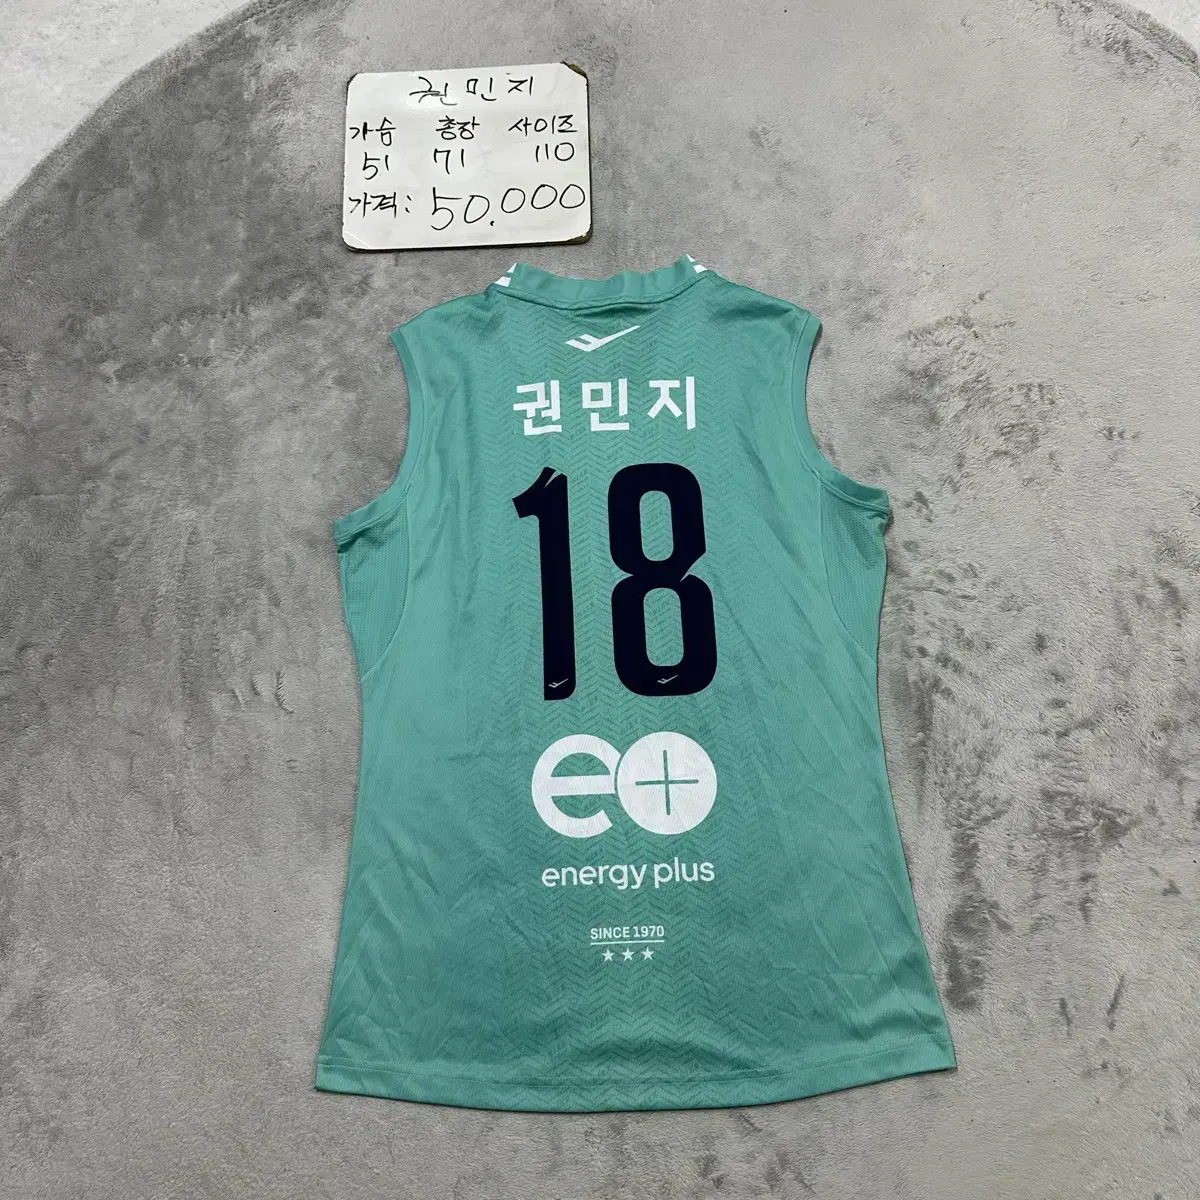 권민지
가슴 총장 사이즈
51 71 110
가격: 50.000
권민지
18
e+
energy plus
SINCE 1970